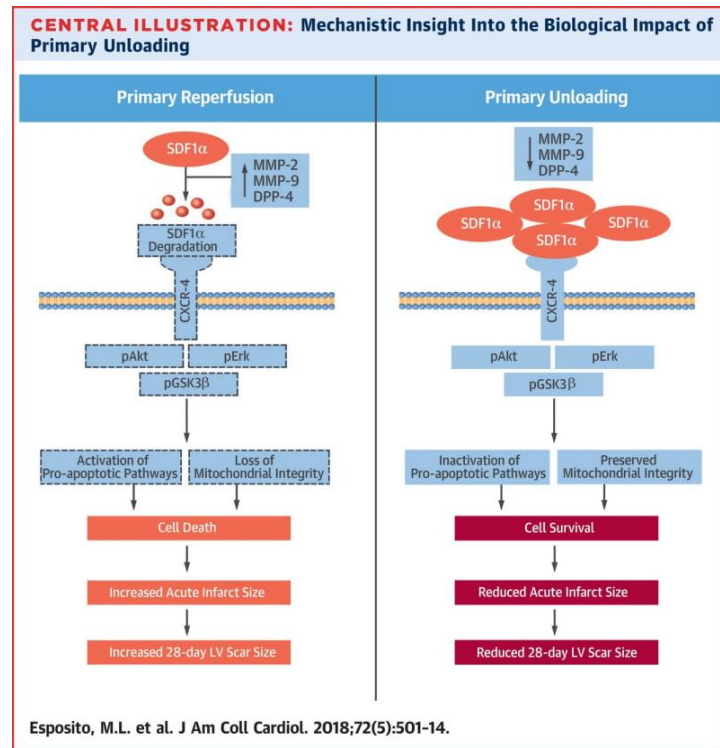 CENTRAL ILLUSTRATION: Mechanistic Insight Into the Biological Impact of
Primary Unloading
Primary Reperfusion
SDF1α
MMP-2
MMP-9
DPP-4
SDF1α
Degradation
CXCR-4
pAkt
pErk
pGSK3β
Activation of
Pro-apoptotic Pathways
Loss of
Mitochondrial Integrity
Cell Death
Increased Acute Infarct Size
Increased 28-day LV Scar Size
Primary Unloading
MMP-2
MMP-9
DPP-4
SDF1α
SDF1α
SDF1α
SDF1α
CXCR-4
pAkt
pErk
pGSK3β
Inactivation of
Pro-apoptotic Pathways
Preserved
Mitochondrial Integrity
Cell Survival
Reduced Acute Infarct Size
Reduced 28-day LV Scar Size
Esposito, M.L. et al. J Am Coll Cardiol. 2018;72(5):501-14.